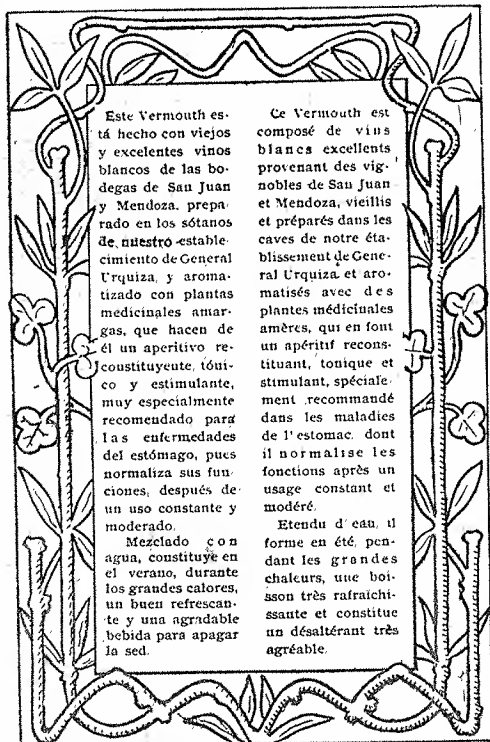 Este Vermouth es-
tá hecho con viejos
y excelentes vinos
blancos de las bo-
degas de San Juan
y Mendoza. prepa-
rado en los sótanos
de nuestro estable-
cimiento de General
Urquiza, y aroma-
tizado con plantas
medicinales amar-
gas, que hacen de
él un aperitivo re-
constituyente, tóni-
co y estimulante,
muy especialmente
recomendado para
las enfermedades
del estómago, pues
normaliza sus fun-
ciones, después de
un uso constante y
moderado.
Mezclado con
agua, constituye en
el verano, durante
los grandes calores,
un buen refrescan-
te y una agradable
bebida para apagar
la sed.
Ce Vermouth est
composé de vins
blancs excellents
provenant des vig-
nobles de San Juan
et Mendoza, vieillis
et préparés dans les
caves de notre éta-
blissement de Gene-
ral Urquiza et aro-
matisés avec des
plantes médicinales
amères, qui en font
un apéritif recons-
tituant, tonique et
stimulant, spéciale-
ment recommandé
dans les maladies
de l'estomac. dont
il normalise les
fonctions après un
usage constant et
modéré.
Etendu d'eau, il
forme en été, pen-
dant les grandes
chaleurs, une boi-
sson très rafraichi-
ssante et constitue
un désaltérant très
agréable.